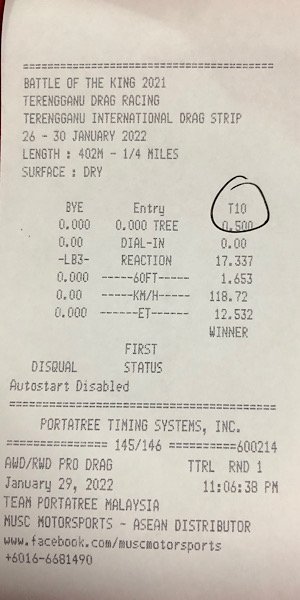 =====================================
BATTLE OF THE KING 2021
TERENGGANU DRAG RACING
TERENGGANU INTERNATIONAL DRAG STRIP
26 - 30 JANUARY 2022
LENGTH : 402M - 1/4 MILES
SURFACE : DRY
BYE Entry T10
0.000 0.000 TREE 0.500
0.00 DIAL-IN 0.00
-LB3- REACTION 17.337
0.000 -----60FT------ 1.653
0.00 -----KM/H------ 118.72
0.000 ------ET------- 12.532
WINNER
FIRST
DISQUAL STATUS
Autostart Disabled
=====================================
PORTATREE TIMING SYSTEMS, INC.
=============== 145/146 ==========600214
AWD/RWD PRO DRAG TTRL RND 1
January 29, 2022 11:06:38 PM
TEAM PORTATREE MALAYSIA
MUSC MOTORSPORTS - ASEAN DISTRIBUTOR
www.facebook.com/muscmotorsports
+6016-6681490